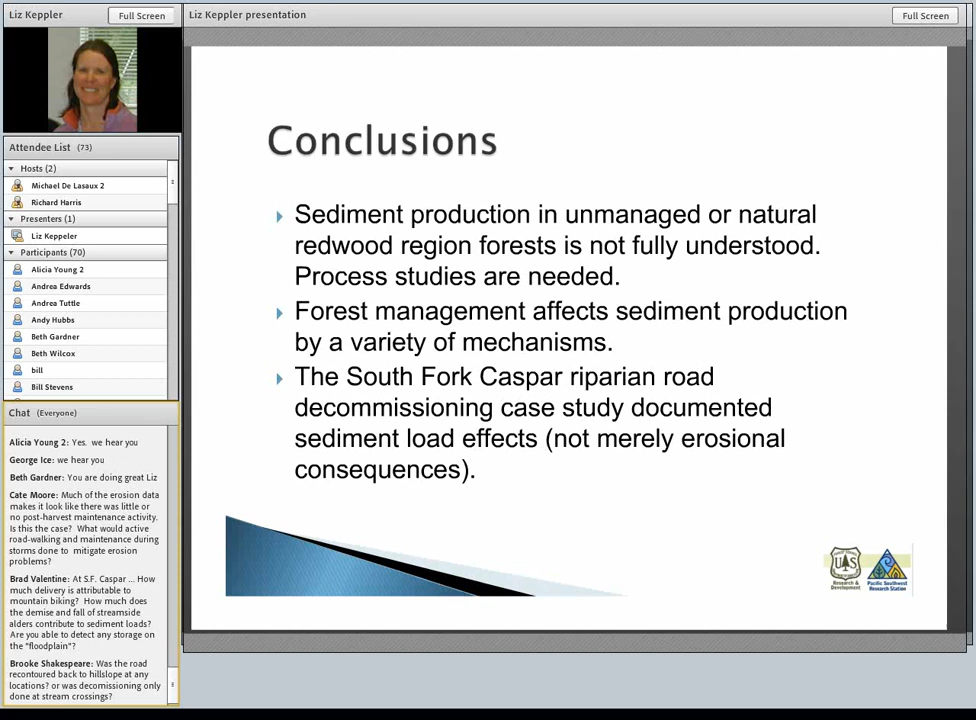 Liz Keppler
Full Screen
Liz Keppler presentation
Full Screen
Attendee List (73)
Hosts (2)
Michael De Lasaux 2
Richard Harris
Presenters (1)
Liz Keppeler
Participants (70)
Alicia Young 2
Andrea Edwards
Andrea Tuttle
Andy Hubbs
Beth Gardner
Beth Wilcox
bill
Bill Stevens
Chat (Everyone)
Alicia Young 2: Yes. we hear you
George Ice: we hear you
Beth Gardner: You are doing great Liz
Cate Moore: Much of the erosion data
makes it look like there was little or
no post-harvest maintenance activity.
Is this the case? What would active
road-walking and maintenance during
storms done to mitigate erosion
problems?
Brad Valentine: At S.F. Caspar ... How
much delivery is attributable to
mountain biking? How much does
the demise and fall of streamside
alders contribute to sediment loads?
Are you able to detect any storage on
the "floodplain"?
Brooke Shakespeare: Was the road
recontoured back to hillslope at any
locations? or was decomissioning only
done at stream crossings?
Conclusions
Sediment production in unmanaged or natural
redwood region forests is not fully understood.
Process studies are needed.
Forest management affects sediment production
by a variety of mechanisms.
The South Fork Caspar riparian road
decommissioning case study documented
sediment load effects (not merely erosional
consequences).
UAS
Research &
Development
Pacific Southwest
Research Station